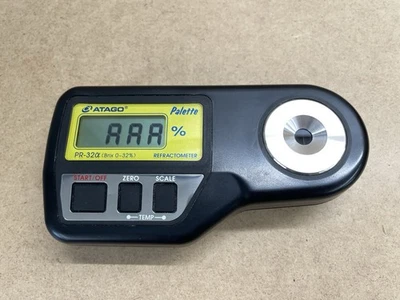 ATAGO® Palette
AAA %
PR-32α (Brix 0~32%) REFRACTOMETER
START/OFF ZERO SCALE
TEMP